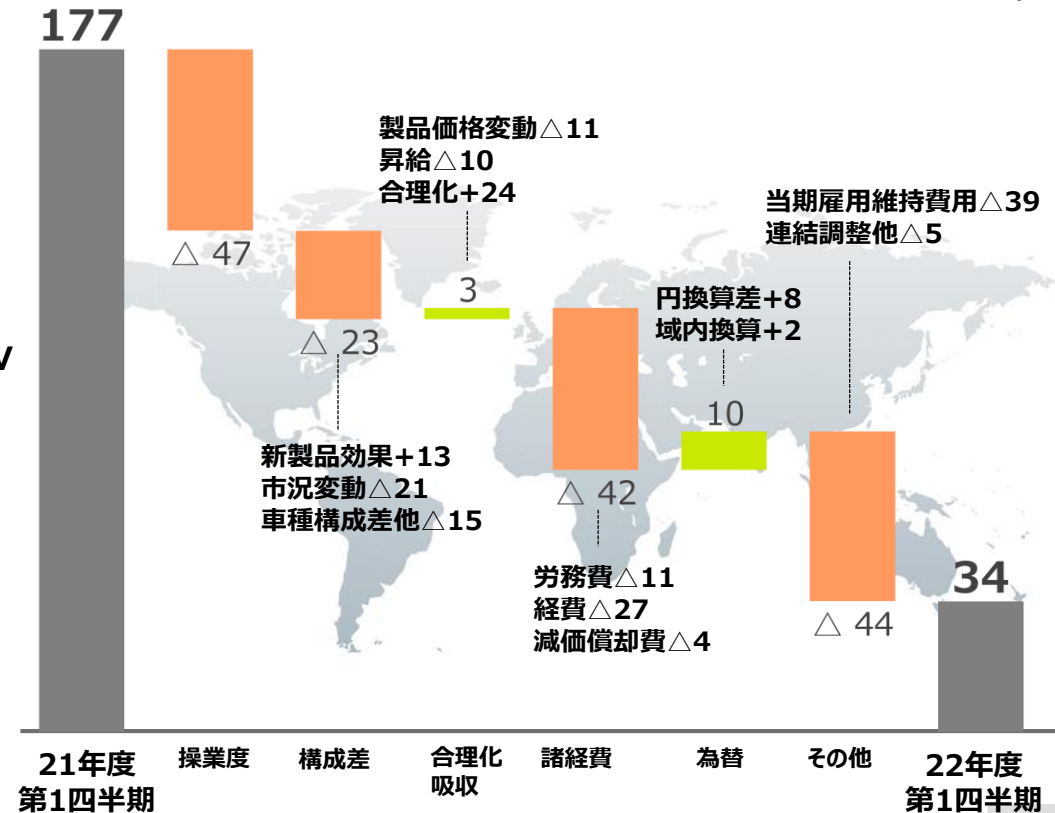 177
製品価格変動△11
昇給△10
合理化+24
当期雇用維持費用△39
連結調整他△5
△ 47
3
円換算差+8
域内換算+2
△ 23
10
新製品効果+13
市況変動△21
車種構成差他△15
△ 42
労務費△11
経費△27
減価償却費△4
34
△ 44
21年度
第1四半期
操業度
構成差
合理化
吸収
諸経費
為替
その他
22年度
第1四半期